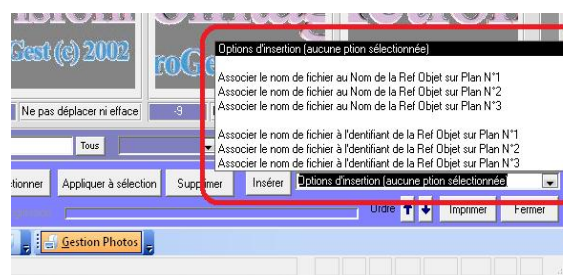 Gest (c) 2002
Options d'insertion (aucune ption sélectionnée)
Associer le nom de fichier au Nom de la Ref Objet sur Plan N°1
Associer le nom de fichier au Nom de la Ref Objet sur Plan N°2
Associer le nom de fichier au Nom de la Ref Objet sur Plan N°3
Associer le nom de fichier à l'dentifiant de la Ref Objet sur Plan N°1
Associer le nom de fichier à l'dentifiant de la Ref Objet sur Plan N°2
Associer le nom de fichier à l'dentifiant de la Ref Objet sur Plan N°3
Ne pas déplacer ni efface -9
Tous
tionner Appliquer à sélection Supprimer Insérer Options d'insertion (aucune ption sélectionnée
Ordre Imprimer Fermer
Gestion Photos